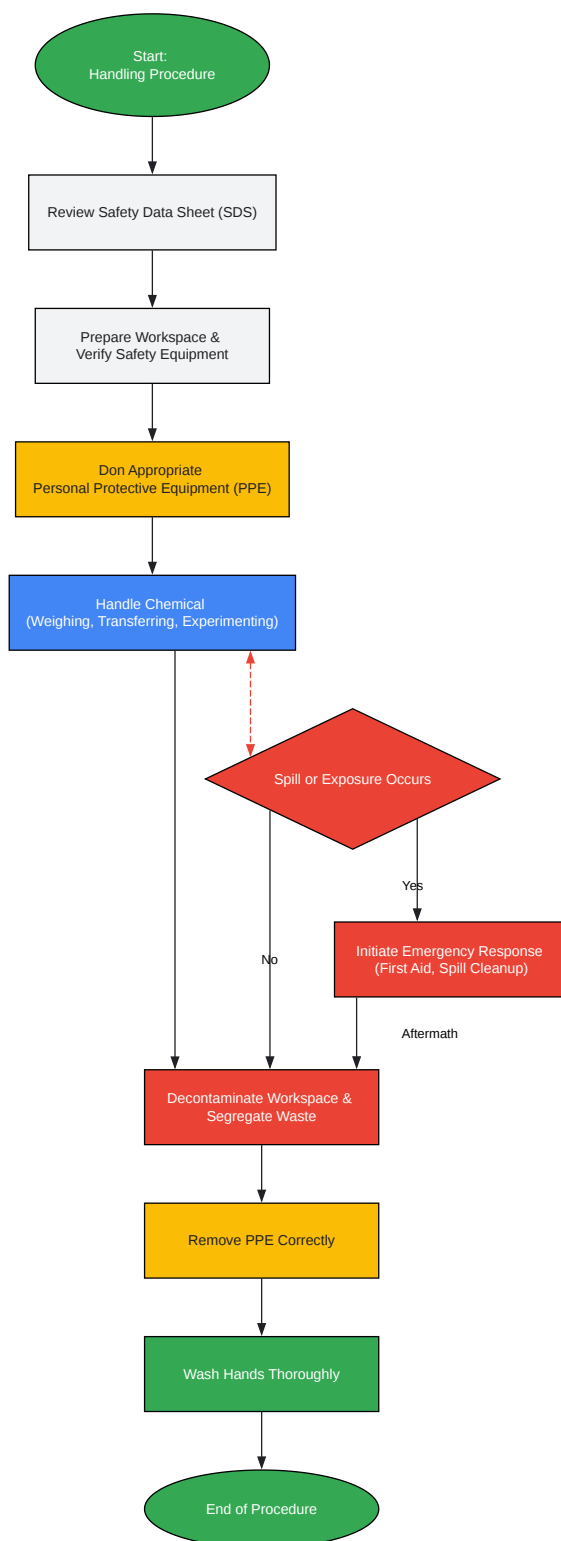 Start:
Handling Procedure
Review Safety Data Sheet (SDS)
Prepare Workspace &
Verify Safety Equipment
Don Appropriate
Personal Protective Equipment (PPE)
Handle Chemical
(Weighing, Transferring, Experimenting)
Spill or Exposure Occurs
Yes
Initiate Emergency Response
(First Aid, Spill Cleanup)
No
Aftermath
Decontaminate Workspace &
Segregate Waste
Remove PPE Correctly
Wash Hands Thoroughly
End of Procedure